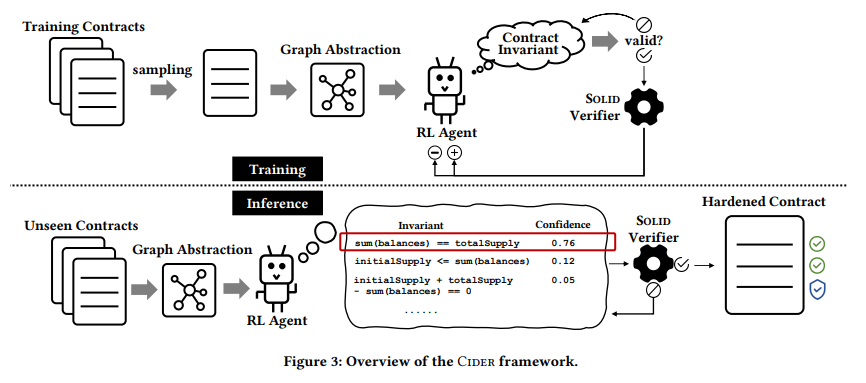 Training Contracts
sampling
Graph Abstraction
RL Agent
Contract
Invariant
valid?
SOLID
Verifier
Training
Inference
Unseen Contracts
Graph Abstraction
RL Agent
Invariant Confidence
sum(balances) == totalSupply 0.76
initialSupply <= sum(balances) 0.12
initialSupply + totalSupply 0.05
- sum(balances) == 0
......
SOLID
Verifier
Hardened Contract
Figure 3: Overview of the CIDER framework.